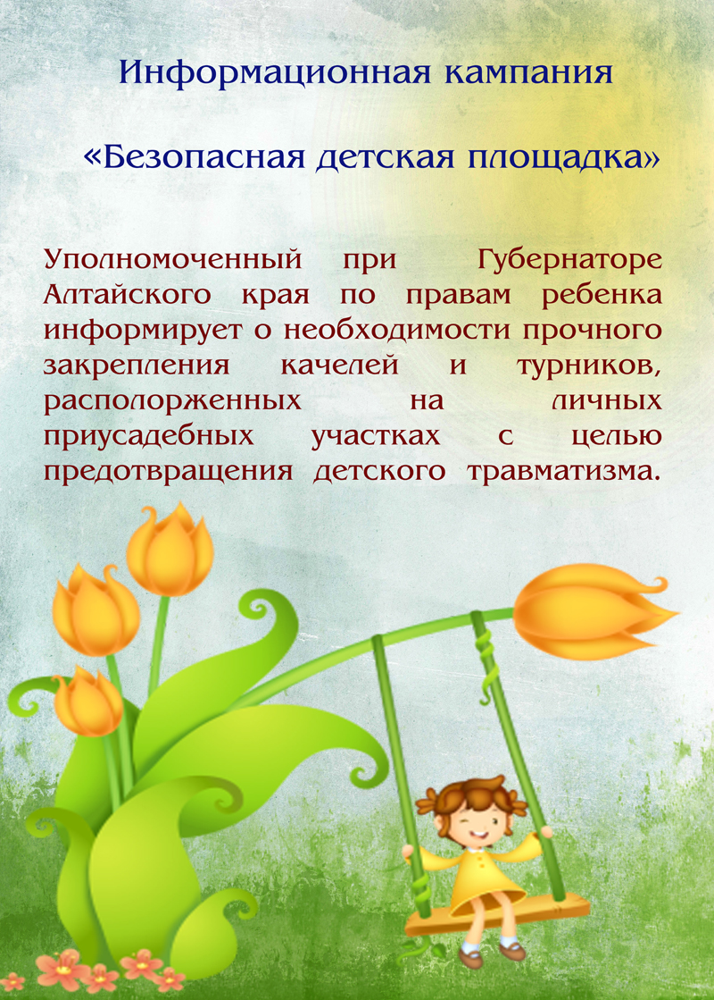 Информационная кампания
«Безопасная детская площадка»
Уполномоченный при Губернаторе
Алтайского края по правам ребенка
информирует о необходимости прочного
закрепления качелей и турников,
располорженных на личных
приусадебных участках с целью
предотвращения детского травматизма.